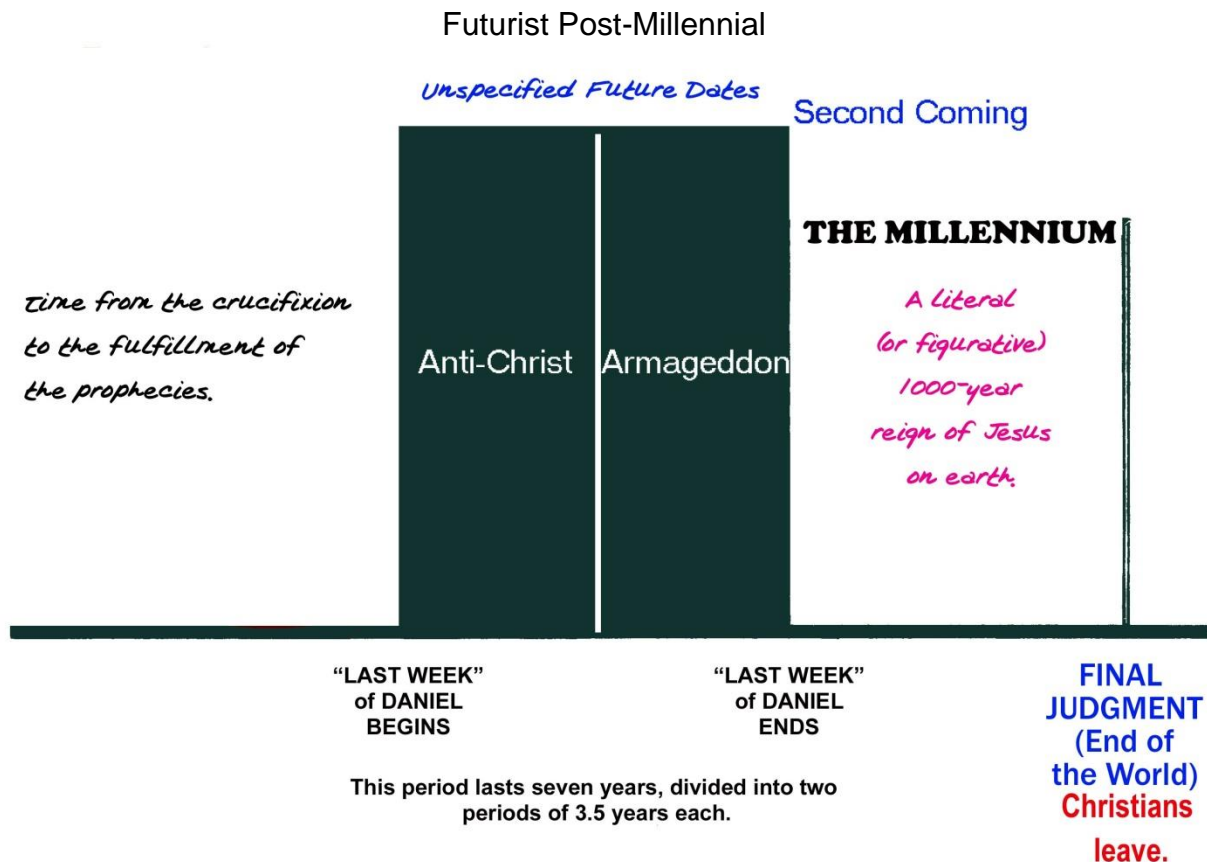 Futurist Post-Millennial
Unspecified Future Dates
Second Coming
THE MILLENNIUM
Time from the crucifixion
to the fulfillment of
the prophecies.
Anti-Christ
Armageddon
A literal
(or figurative)
1000-year
reign of Jesus
on earth.
“LAST WEEK”
of DANIEL
BEGINS
“LAST WEEK”
of DANIEL
ENDS
This period lasts seven years, divided into two
periods of 3.5 years each.
FINAL
JUDGMENT
(End of
the World)
Christians
leave.